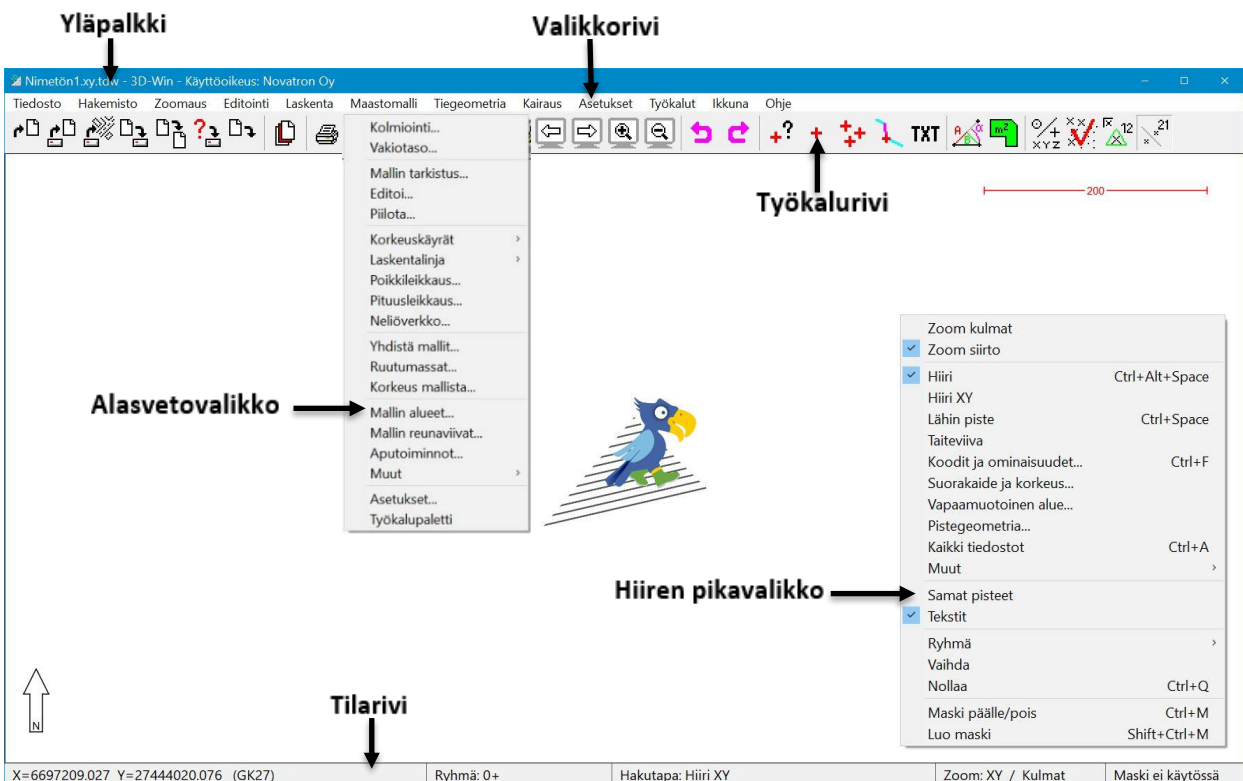 Yläpalkki
Valikkorivi
Nimetön1.xy.tdw - 3D-Win - Käyttöoikeus: Novatron Oy
Tiedosto Hakemisto Zoomaus Editointi Laskenta Maastomalli Tiegeometria Kairaus Asetukset Työkalut Ikkuna Ohje
? ? TXT A B α m² XYZ 12 21
Työkalurivi
200
Kolmiointi...
Vakiotaso...
Mallin tarkistus...
Editoi...
Piilota...
Korkeuskäyrät
Laskentalinja
Poikkileikkaus...
Pituusleikkaus...
Neliöverkko...
Yhdistä mallit...
Ruutumassat...
Korkeus mallista...
Mallin alueet...
Mallin reunaviivat...
Aputoiminnot...
Muut
Asetukset...
Työkalupaletti
Alasvetovalikko
Zoom kulmat
Zoom siirto
Hiiri Ctrl+Alt+Space
Hiiri XY
Lähin piste Ctrl+Space
Taiteviiva
Koodit ja ominaisuudet... Ctrl+F
Suorakaide ja korkeus...
Vapaamuotoinen alue...
Pistegeometria...
Kaikki tiedostot Ctrl+A
Muut
Samat pisteet
Tekstit
Ryhmä
Vaihda
Nollaa Ctrl+Q
Maski päälle/pois Ctrl+M
Luo maski Shift+Ctrl+M
Hiiren pikavalikko
N
Tilarivi
X=6697209.027 Y=27444020.076 (GK27) Ryhmä: 0+ Hakutapa: Hiiri XY Zoom: XY / Kulmat Maski ei käytössä